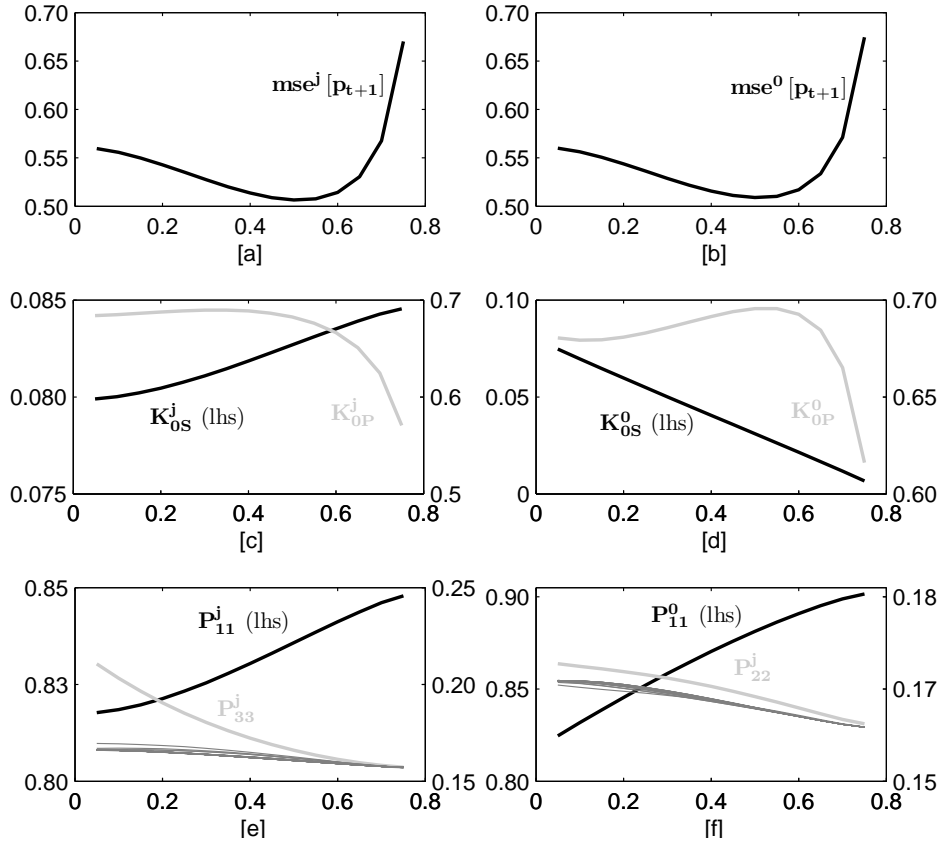 0.70
0.65
0.60
0.55
0.50
mse^j [p_{t+1}]
0 0.2 0.4 0.6 0.8
[a]
0.70
0.65
0.60
0.55
0.50
mse^0 [p_{t+1}]
0 0.2 0.4 0.6 0.8
[b]
0.085
0.080
0.075
0.7
0.6
0.5
K^j_{0S} (lhs)
K^j_{0P}
0 0.2 0.4 0.6 0.8
[c]
0.10
0.05
0
0.70
0.65
0.60
K^0_{0S} (lhs)
K^0_{0P}
0 0.2 0.4 0.6 0.8
[d]
0.85
0.83
0.80
0.25
0.20
0.15
P^j_{11} (lhs)
P^j_{33}
0 0.2 0.4 0.6 0.8
[e]
0.90
0.85
0.80
0.18
0.17
0.15
P^0_{11} (lhs)
P^j_{22}
0 0.2 0.4 0.6 0.8
[f]